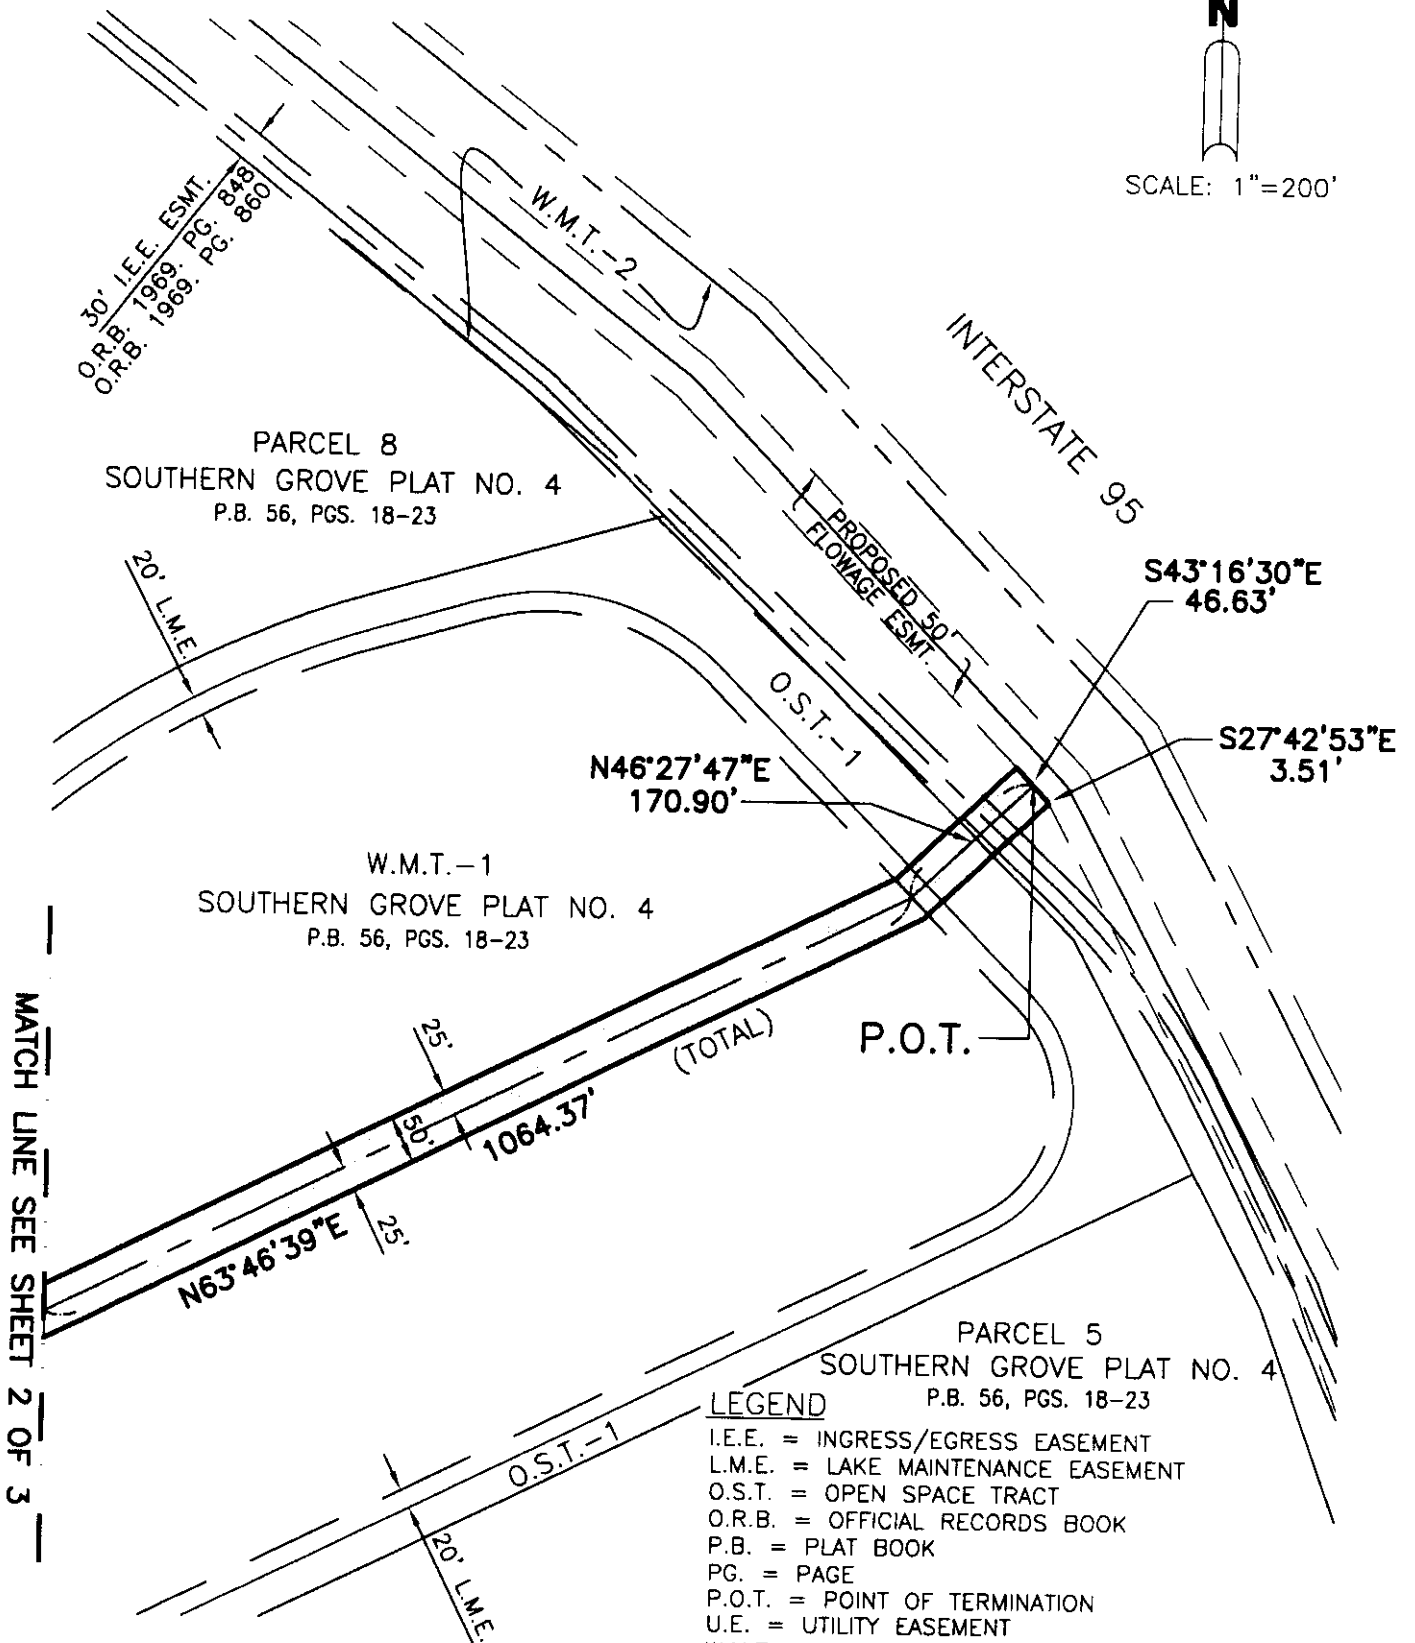 N
SCALE: 1"=200'
30' I.E.E. ESMT.
O.R.B. 1969. PG. 848
O.R.B. 1969. PG. 860
W.M.T.-2
INTERSTATE 95
PARCEL 8
SOUTHERN GROVE PLAT NO. 4
P.B. 56, PGS. 18-23
20' L.M.E.
PROPOSED 50'
FLOWAGE ESMT.
S43°16'30"E
46.63'
O.S.T.-1
S27°42'53"E
3.51'
N46°27'47"E
170.90'
W.M.T.-1
SOUTHERN GROVE PLAT NO. 4
P.B. 56, PGS. 18-23
MATCH LINE SEE SHEET 2 OF 3
25'
(TOTAL)
P.O.T.
50'
1064.37'
25'
N63°46'39"E
PARCEL 5
SOUTHERN GROVE PLAT NO. 4
P.B. 56, PGS. 18-23
O.S.T.-1
20' L.M.E.
LEGEND
I.E.E. = INGRESS/EGRESS EASEMENT
L.M.E. = LAKE MAINTENANCE EASEMENT
O.S.T. = OPEN SPACE TRACT
O.R.B. = OFFICIAL RECORDS BOOK
P.B. = PLAT BOOK
PG. = PAGE
P.O.T. = POINT OF TERMINATION
U.E. = UTILITY EASEMENT